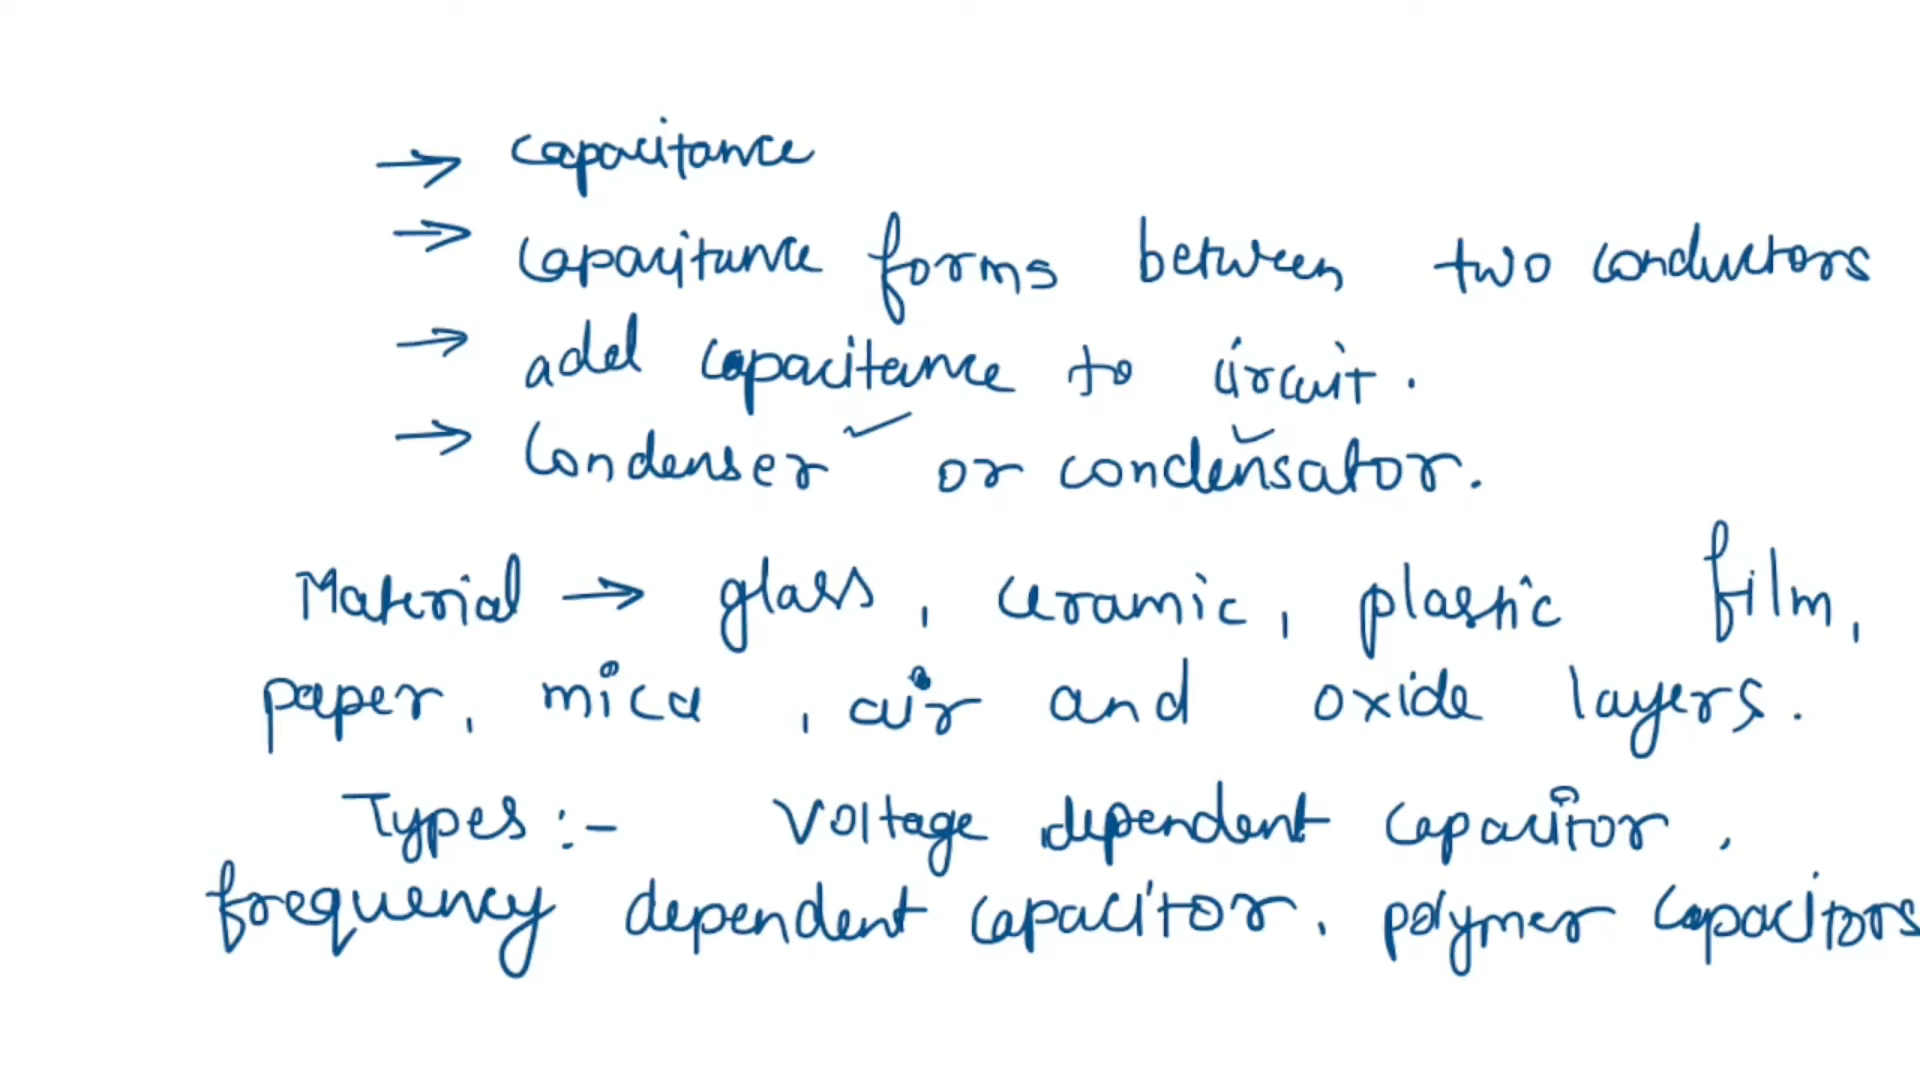 → capacitance
→ capacitance forms between two conductors
→ add capacitance to circuit.
→ Condenser ✓ or condensator. ✓
Material → glass, ceramic, plastic film,
paper, mica, air and oxide layers.
Types :- Voltage dependent capacitor,
frequency dependent capacitor, polymer capacitors